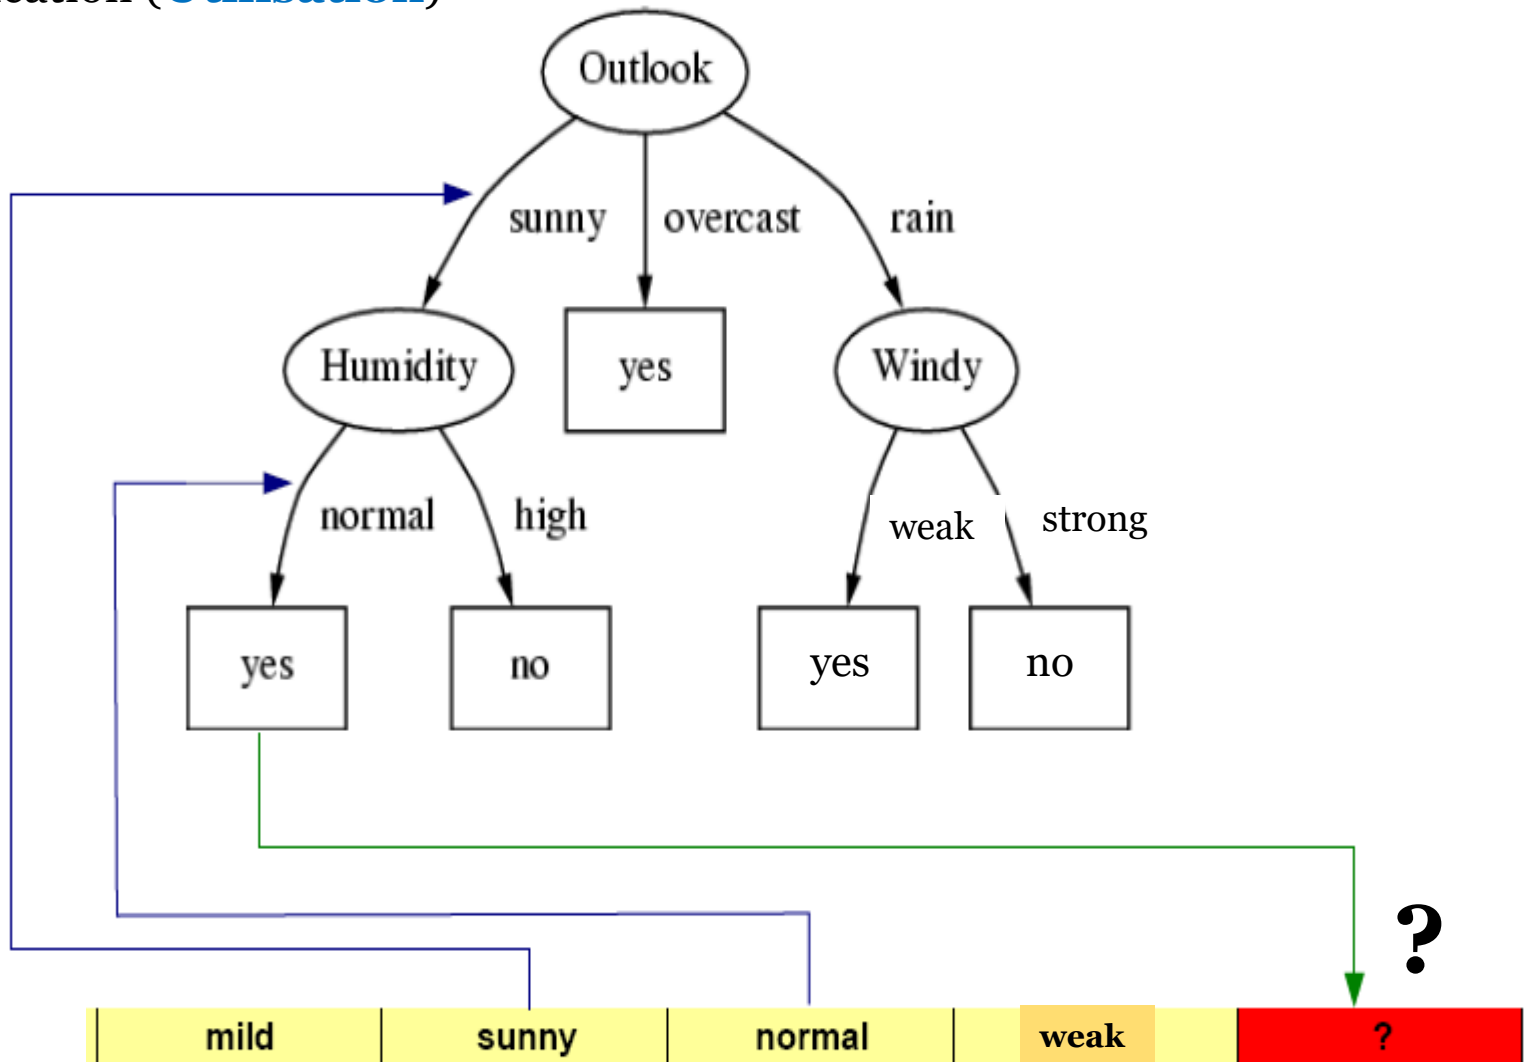 (
)
Outlook
sunny overcast rain
Humidity yes Windy
normal high weak strong
yes no yes no
?
mild sunny normal weak ?